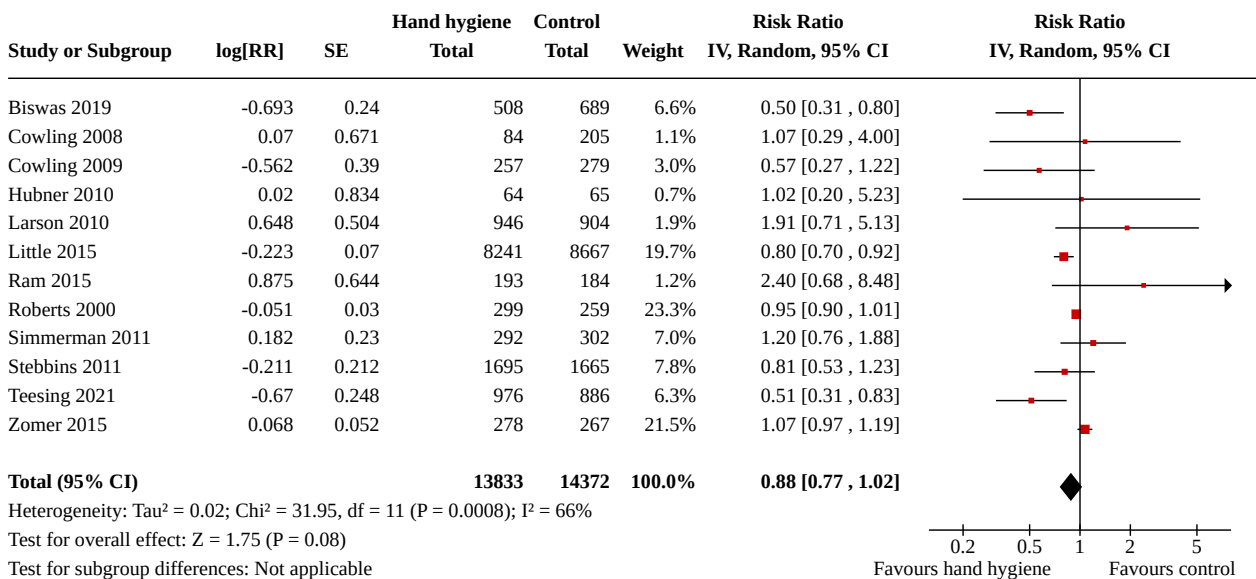 Hand hygiene Control Risk Ratio Risk Ratio
Study or Subgroup log[RR] SE Total Total Weight IV, Random, 95% CI IV, Random, 95% CI
Biswas 2019 -0.693 0.24 508 689 6.6% 0.50 [0.31 , 0.80]
Cowling 2008 0.07 0.671 84 205 1.1% 1.07 [0.29 , 4.00]
Cowling 2009 -0.562 0.39 257 279 3.0% 0.57 [0.27 , 1.22]
Hubner 2010 0.02 0.834 64 65 0.7% 1.02 [0.20 , 5.23]
Larson 2010 0.648 0.504 946 904 1.9% 1.91 [0.71 , 5.13]
Little 2015 -0.223 0.07 8241 8667 19.7% 0.80 [0.70 , 0.92]
Ram 2015 0.875 0.644 193 184 1.2% 2.40 [0.68 , 8.48]
Roberts 2000 -0.051 0.03 299 259 23.3% 0.95 [0.90 , 1.01]
Simmerman 2011 0.182 0.23 292 302 7.0% 1.20 [0.76 , 1.88]
Stebbins 2011 -0.211 0.212 1695 1665 7.8% 0.81 [0.53 , 1.23]
Teesing 2021 -0.67 0.248 976 886 6.3% 0.51 [0.31 , 0.83]
Zomer 2015 0.068 0.052 278 267 21.5% 1.07 [0.97 , 1.19]
Total (95% CI) 13833 14372 100.0% 0.88 [0.77 , 1.02]
Heterogeneity: Tau² = 0.02; Chi² = 31.95, df = 11 (P = 0.0008); I² = 66%
Test for overall effect: Z = 1.75 (P = 0.08)
0.2 0.5 1 2 5
Test for subgroup differences: Not applicable Favours hand hygiene Favours control